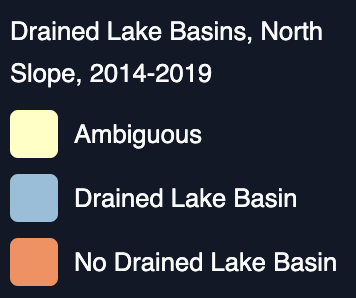 Drained Lake Basins, North
Slope, 2014-2019
Ambiguous
Drained Lake Basin
No Drained Lake Basin